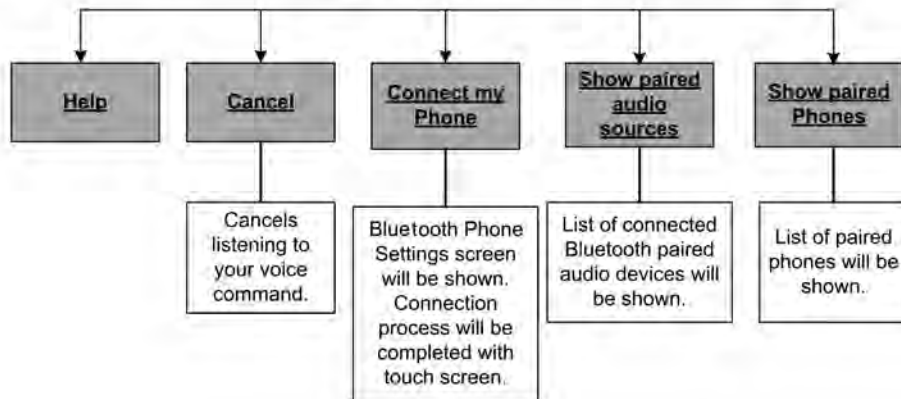 Help
Cancel
Connect my
Phone
Show paired
audio
sources
Show paired
Phones
Cancels
listening to
your voice
command.
Bluetooth Phone
Settings screen
will be shown.
Connection
process will be
completed with
touch screen.
List of connected
Bluetooth paired
audio devices will
be shown.
List of paired
phones will be
shown.